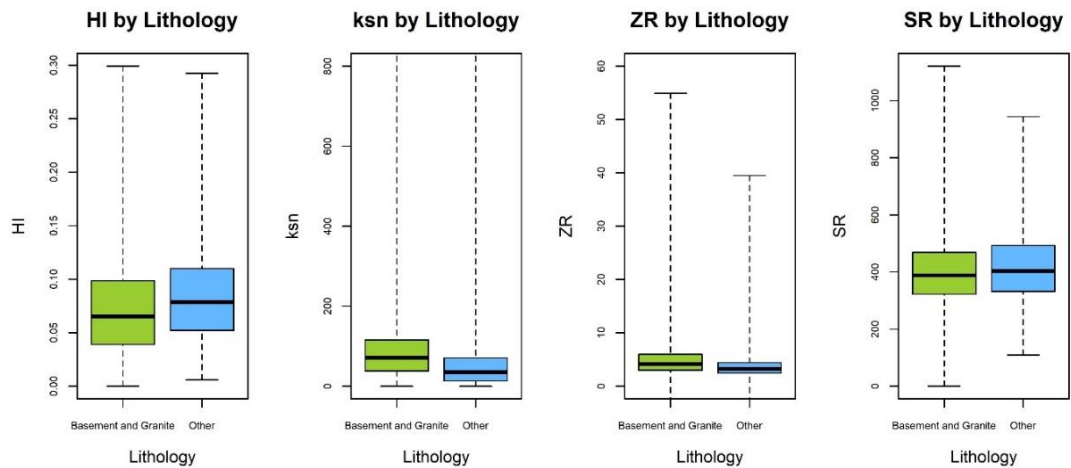 HI by Lithology
HI
0.30
0.25
0.20
0.15
0.10
0.05
0.00
Basement and Granite
Other
Lithology
ksn by Lithology
ksn
800
600
400
200
0
Basement and Granite
Other
Lithology
ZR by Lithology
ZR
60
50
40
30
20
10
0
Basement and Granite
Other
Lithology
SR by Lithology
SR
1000
800
600
400
200
0
Basement and Granite
Other
Lithology